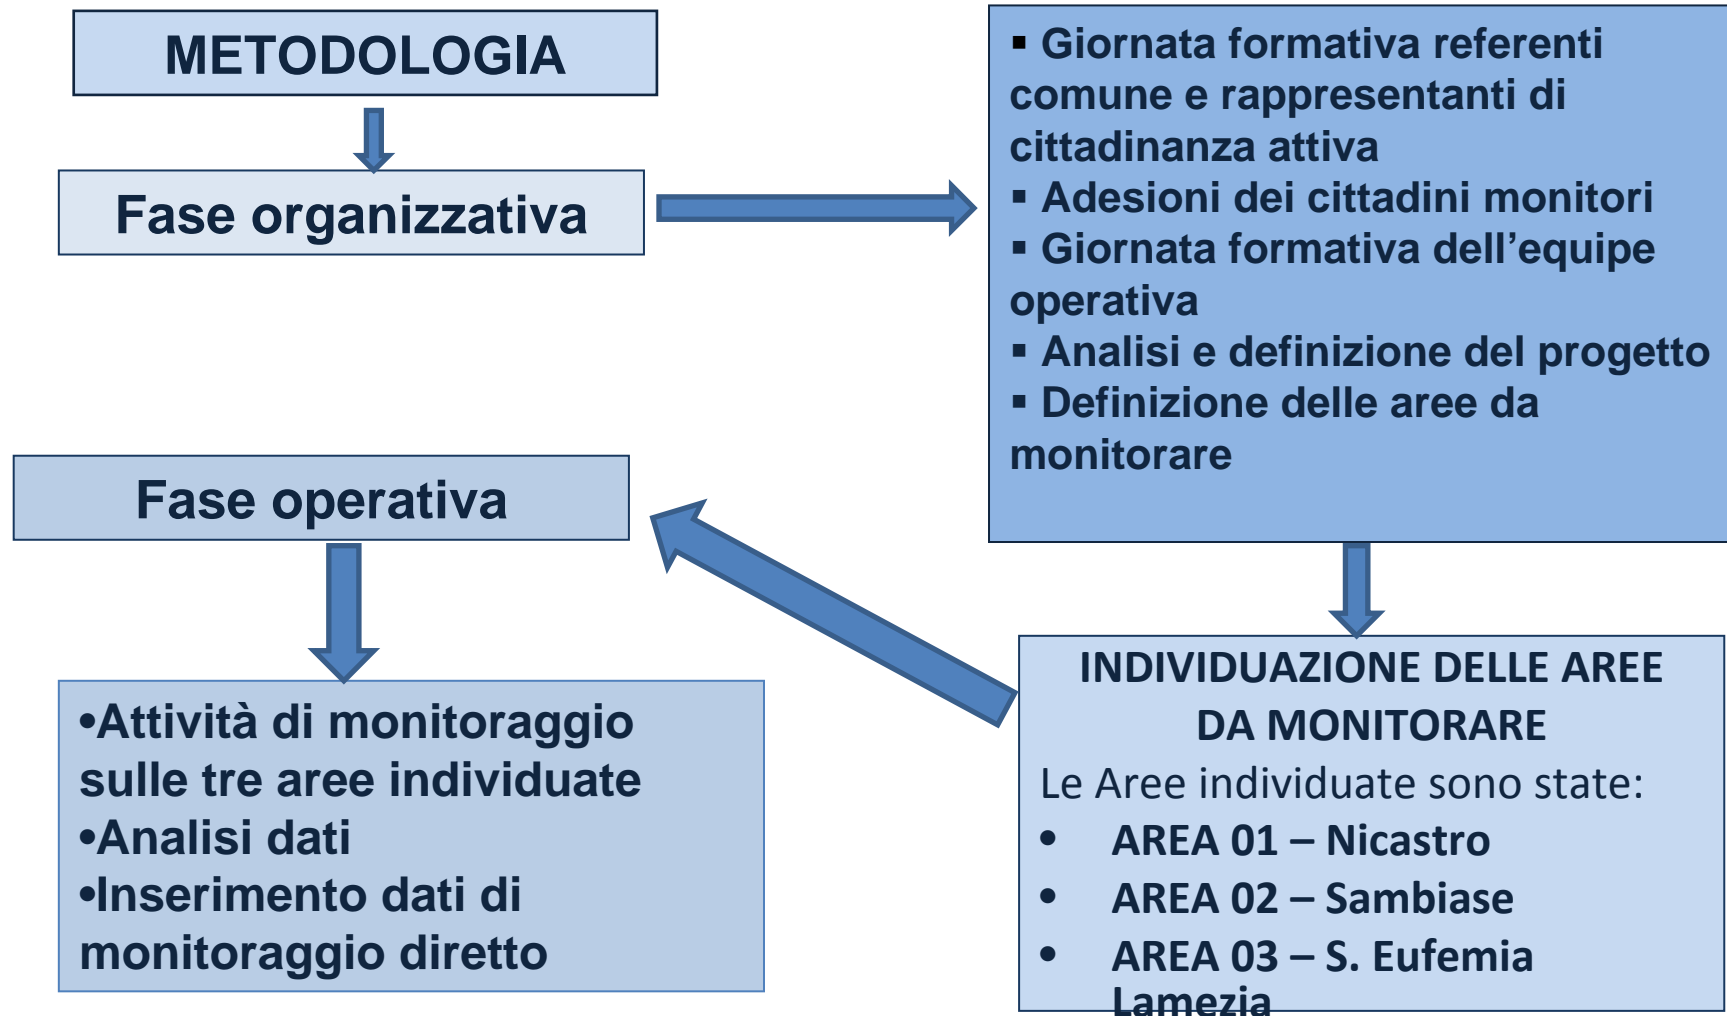 METODOLOGIA
Fase organizzativa
▪ Giornata formativa referenti
comune e rappresentanti di
cittadinanza attiva
▪ Adesioni dei cittadini monitori
▪ Giornata formativa dell’equipe
operativa
▪ Analisi e definizione del progetto
▪ Definizione delle aree da
monitorare
INDIVIDUAZIONE DELLE AREE
DA MONITORARE
Le Aree individuate sono state:
• AREA 01 – Nicastro
• AREA 02 – Sambiase
• AREA 03 – S. Eufemia
Lamezia
Fase operativa
•Attività di monitoraggio
sulle tre aree individuate
•Analisi dati
•Inserimento dati di
monitoraggio diretto